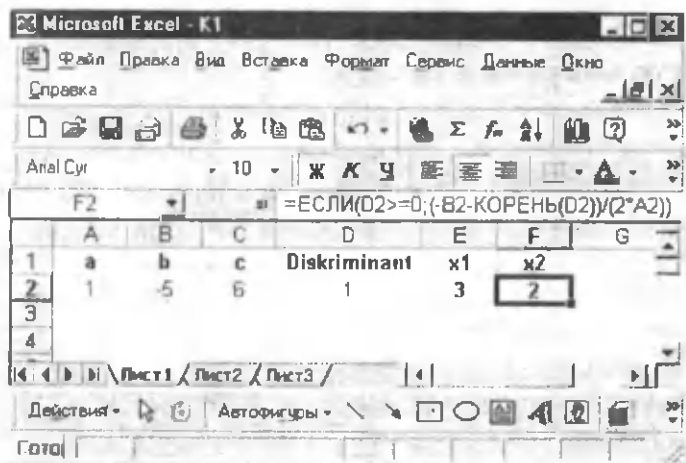 Microsoft Excel - K1
Файл Правка Вид Вставка Формат Сервис Данные Окно
Справка
Arial Cyr 10 Ж К Ч
F2 = =ЕСЛИ(D2>=0;(-B2-КОРЕНЬ(D2))/(2*A2))
A B C D E F G
1 a b c Diskriminant x1 x2
2 1 -5 6 1 3 2
3
4
Лист1 Лист2 Лист3
Действия Автофигуры
Гото